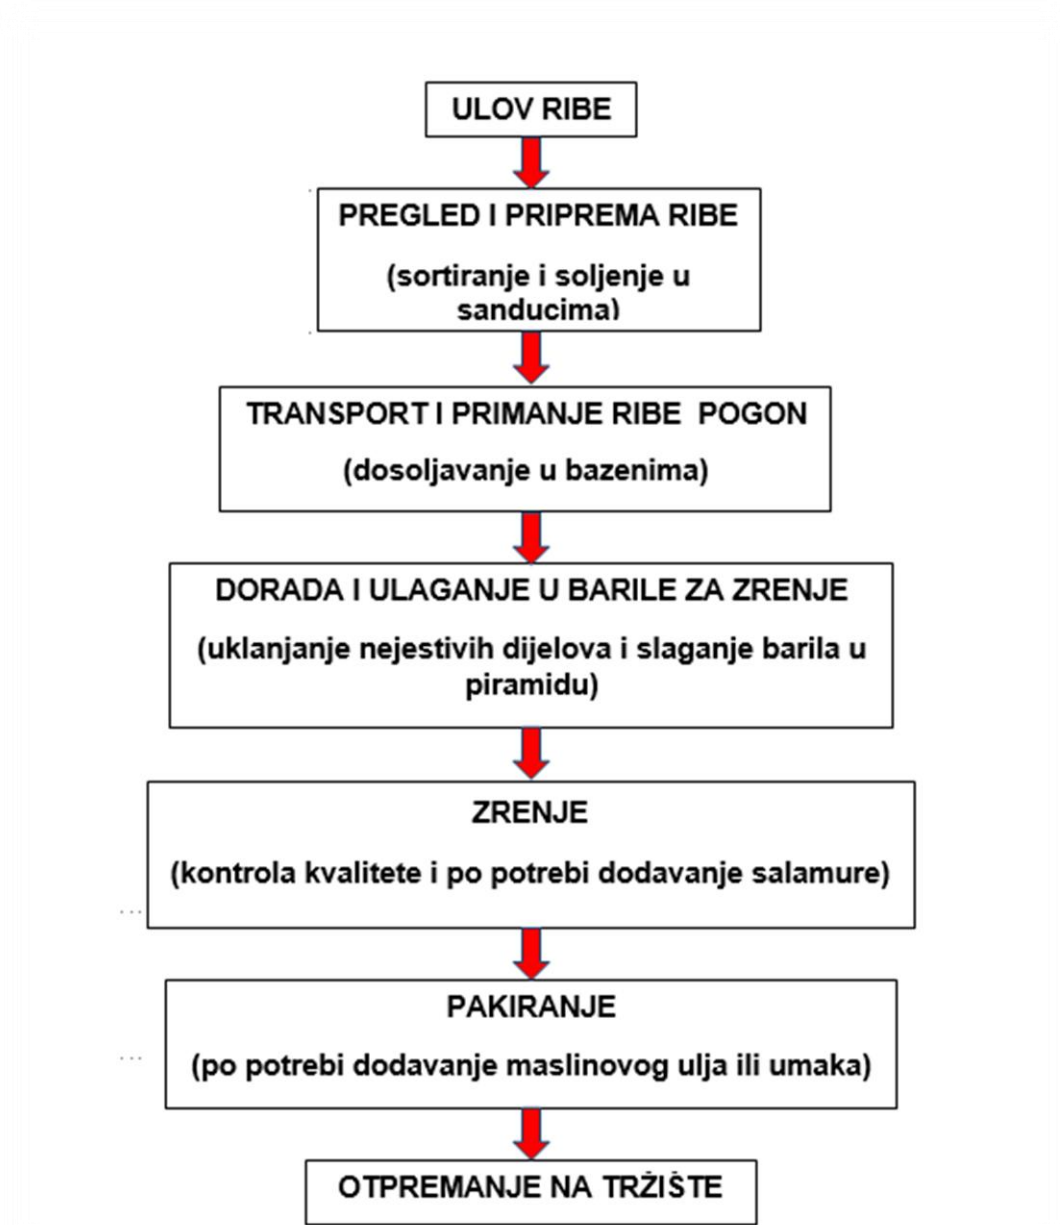 ULOV RIBE
PREGLED I PRIPREMA RIBE
(sortiranje i soljenje u
sanducima)
TRANSPORT I PRIMANJE RIBE POGON
(dosoljavanje u bazenima)
DORADA I ULAGANJE U BARILE ZA ZRENJE
(uklanjanje nejestivih dijelova i slaganje barila u
piramidu)
ZRENJE
(kontrola kvalitete i po potrebi dodavanje salamure)
PAKIRANJE
(po potrebi dodavanje maslinovog ulja ili umaka)
OTPREMANJE NA TRŽIŠTE